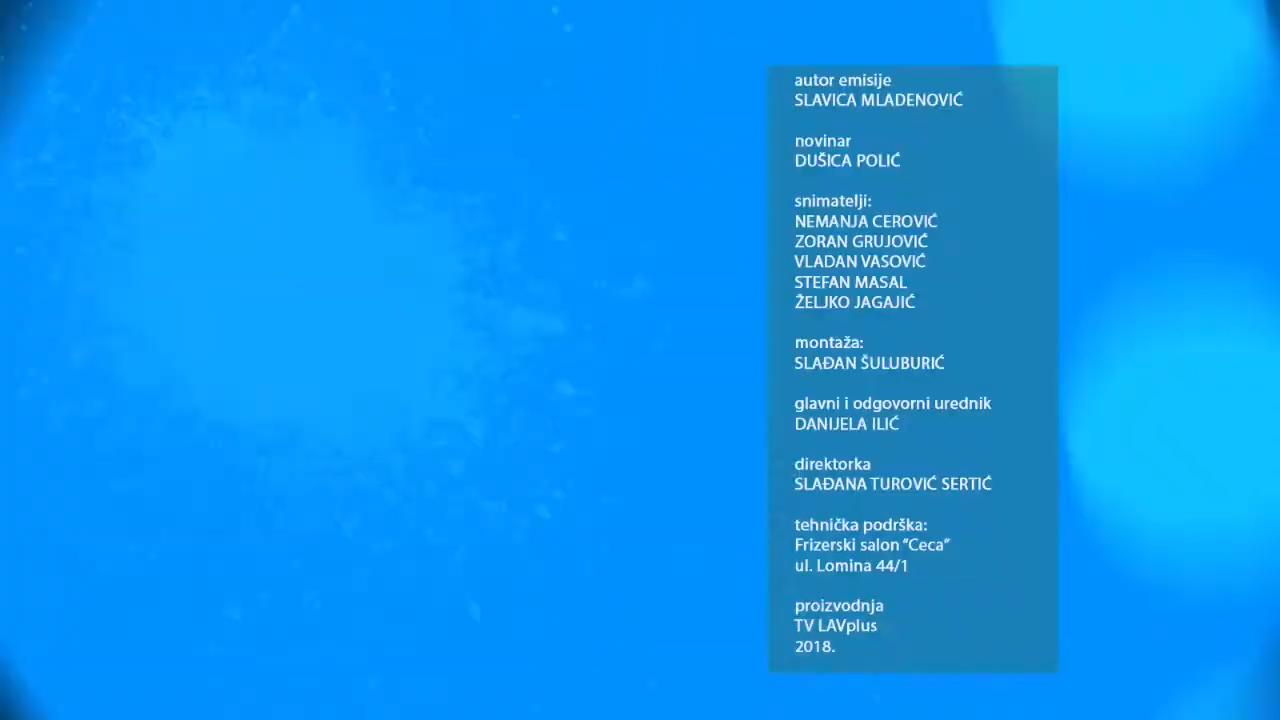 autor emisije
SLAVICA MLADENOVIĆ
novinar
DUŠICA POLIĆ
snimatelji:
NEMANJA CEROVIĆ
ZORAN GRUJOVIĆ
VLADAN VASOVIĆ
STEFAN MASAL
ŽELJKO JAGAJIĆ
montaža:
SLAĐAN ŠULUBURIĆ
glavni i odgovorni urednik
DANIJELA ILIĆ
direktorka
SLAĐANA TUROVIĆ SERTIĆ
tehnička podrška:
Frizerski salon “Ceca”
ul. Lomina 44/1
proizvodnja
TV LAVplus
2018.